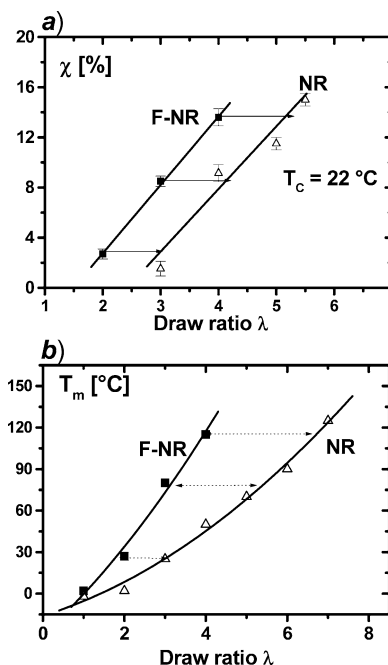 a)
χ [%]
F-NR
NR
T_C = 22 °C
20
16
12
8
4
0
0 1 2 3 4 5 6
Draw ratio λ
b)
T_m [°C]
F-NR
NR
150
120
90
60
30
0
0 2 4 6 8
Draw ratio λ